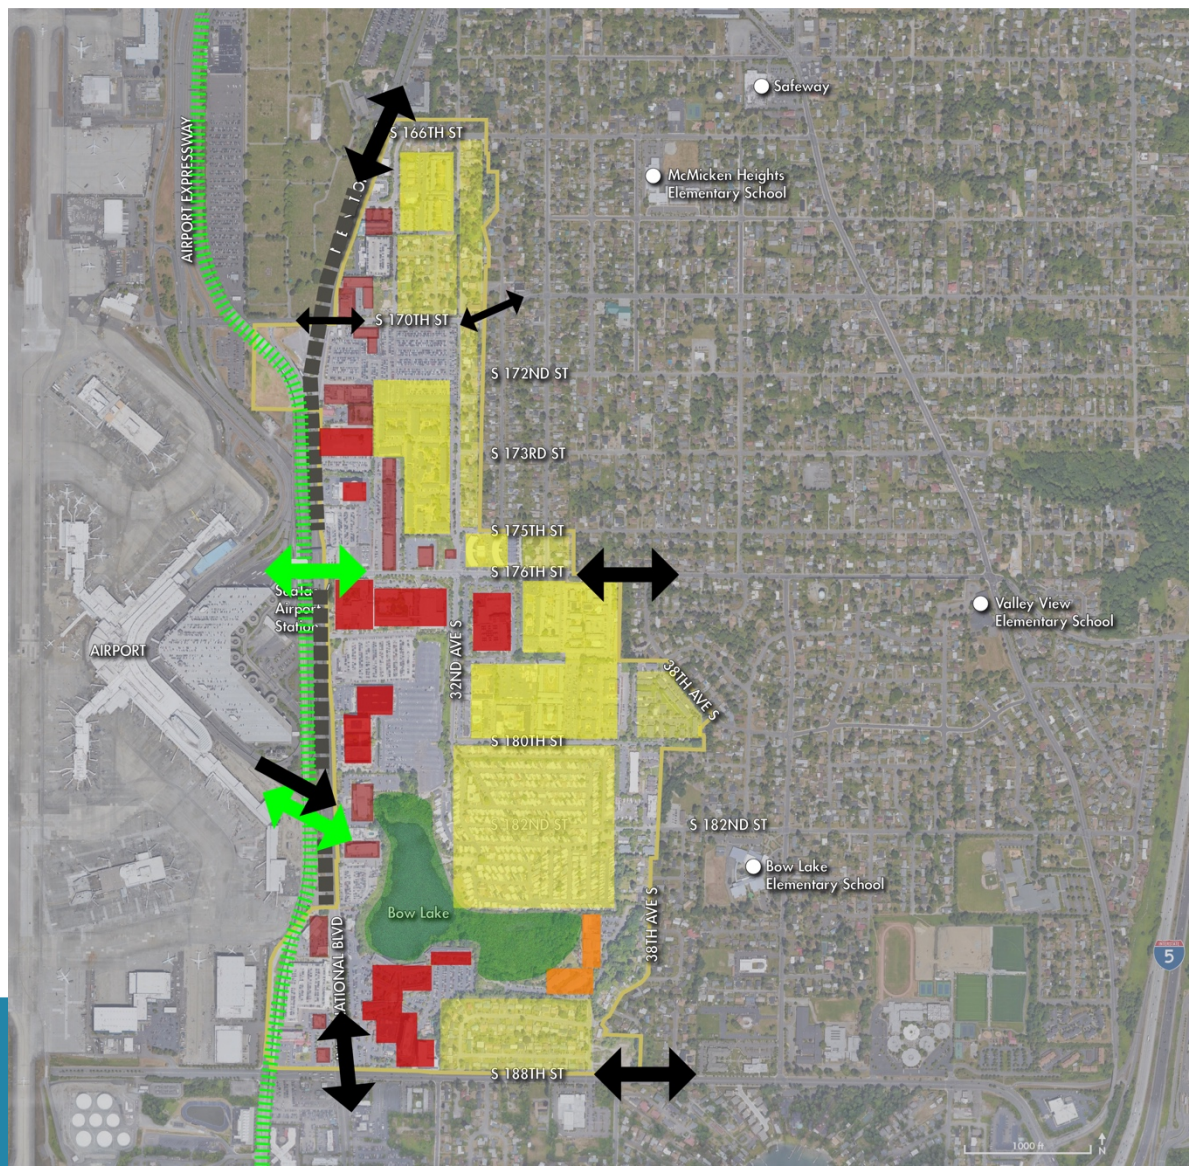 Safeway
S 166TH ST
McMicken Heights
Elementary School
AIRPORT EXPRESSWAY
S 170TH ST
S 172ND ST
S 173RD ST
S 175TH ST
S 176TH ST
Airport
Station
Valley View
Elementary School
AIRPORT
32ND AVE S
38TH AVE S
S 180TH ST
S 182ND ST
S 182ND ST
Bow Lake
Elementary School
Bow Lake
38TH AVE S
ATIONAL BLVD
5
S 188TH ST
1000 ft
N